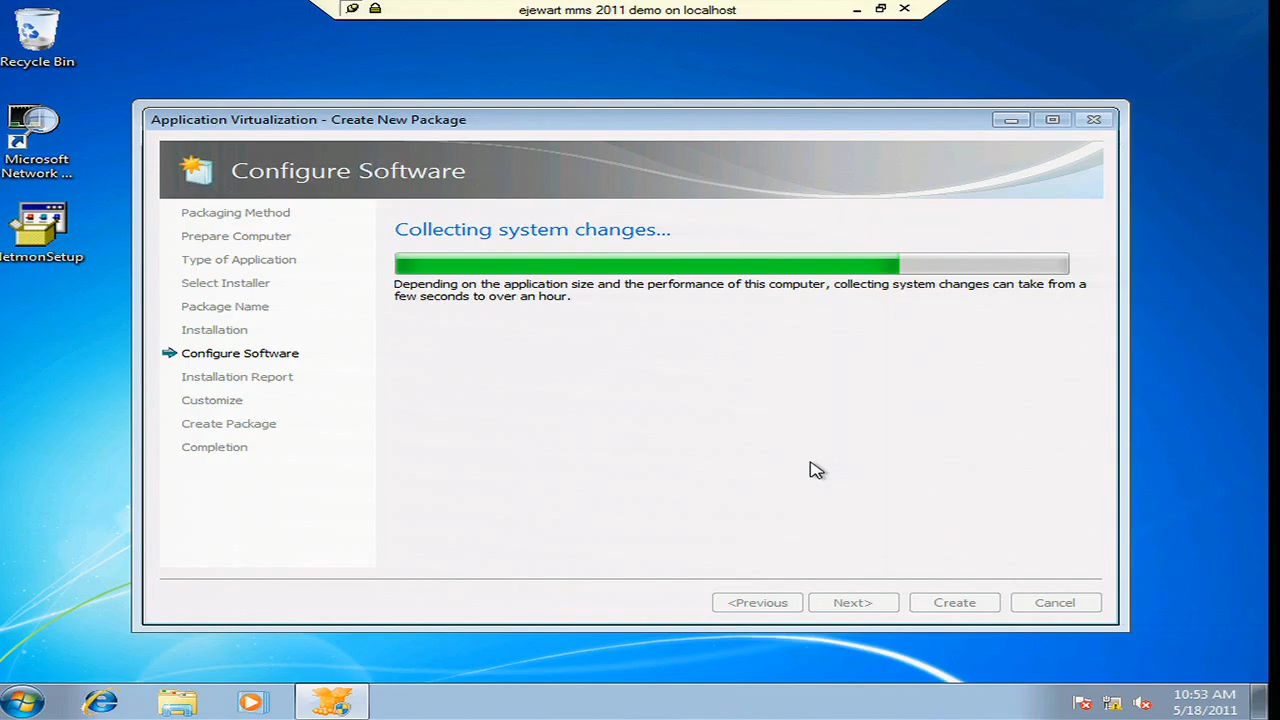 ejewart mms 2011 demo on localhost
Recycle Bin
Microsoft
Network ...
NetmonSetup
Application Virtualization - Create New Package
Configure Software
Packaging Method
Prepare Computer
Type of Application
Select Installer
Package Name
Installation
Configure Software
Installation Report
Customize
Create Package
Completion
Collecting system changes...
Depending on the application size and the performance of this computer, collecting system changes can take from a
few seconds to over an hour.
<Previous
Next>
Create
Cancel
10:53 AM
5/18/2011